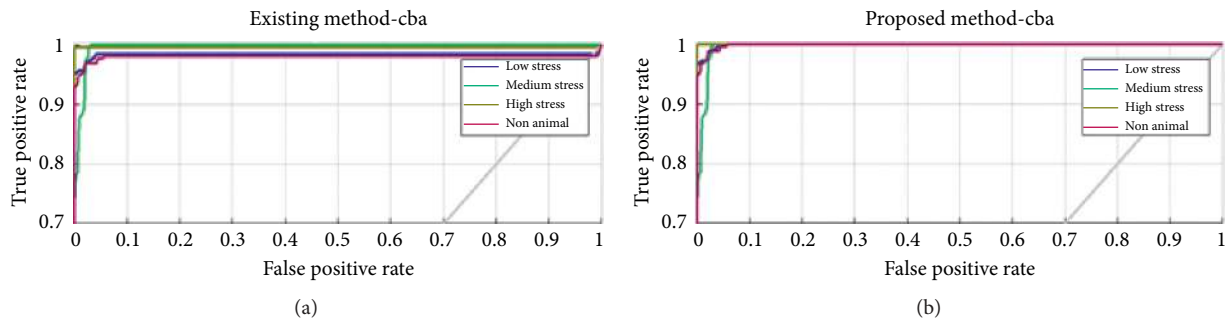 Existing method-cba
True positive rate
1
0.9
0.8
0.7
0 0.1 0.2 0.3 0.4 0.5 0.6 0.7 0.8 0.9 1
False positive rate
Low stress
Medium stress
High stress
Non animal
(a)
Proposed method-cba
True positive rate
1
0.9
0.8
0.7
0 0.1 0.2 0.3 0.4 0.5 0.6 0.7 0.8 0.9 1
False positive rate
Low stress
Medium stress
High stress
Non animal
(b)